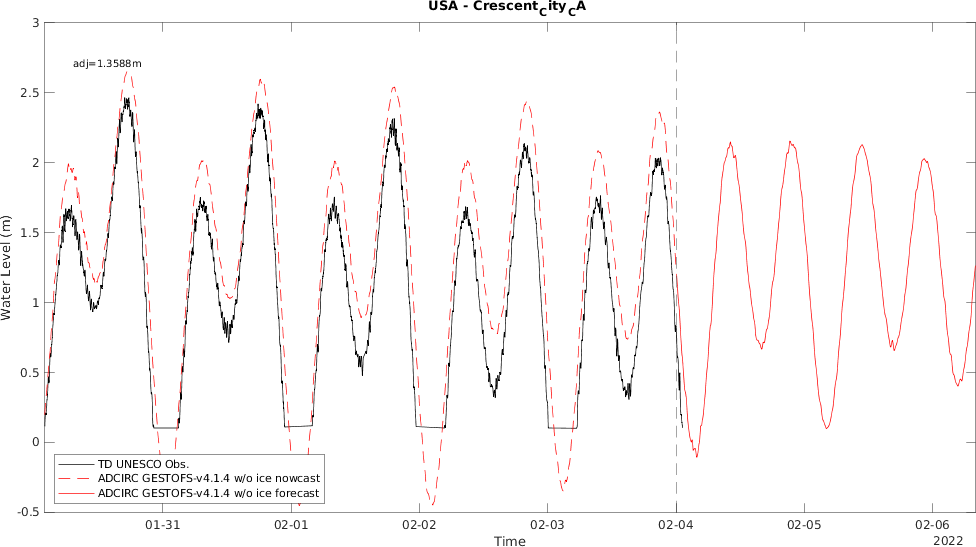 USA - CrescentCityCA
adj=1.3588m
3
2.5
2
1.5
1
0.5
0
-0.5
Water Level (m)
TD UNESCO Obs.
ADCIRC GESTOFS-v4.1.4 w/o ice nowcast
ADCIRC GESTOFS-v4.1.4 w/o ice forecast
01-31
02-01
02-02
02-03
02-04
02-05
02-06
Time
2022